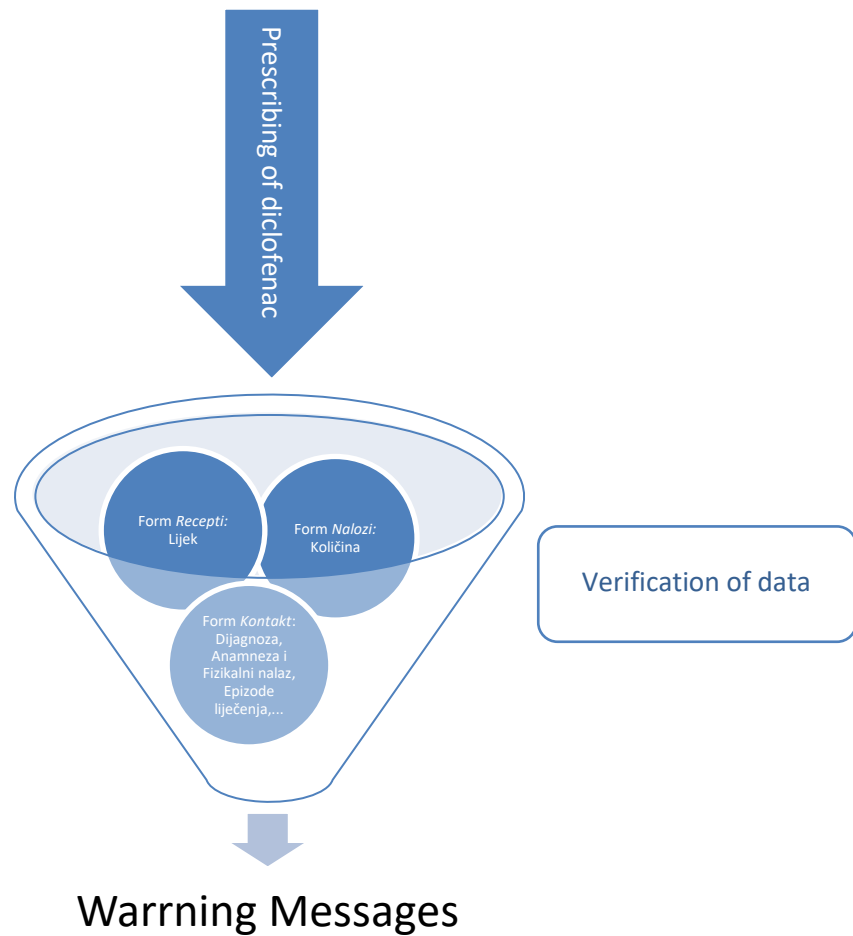 Prescribing of diclofenac
Form Recepti:
Lijek
Form Nalozi:
Količina
Verification of data
Form Kontakt:
Dijagnoza,
Anamneza i
Fizikalni nalaz,
Epizode
liječenja,...
Warrning Messages